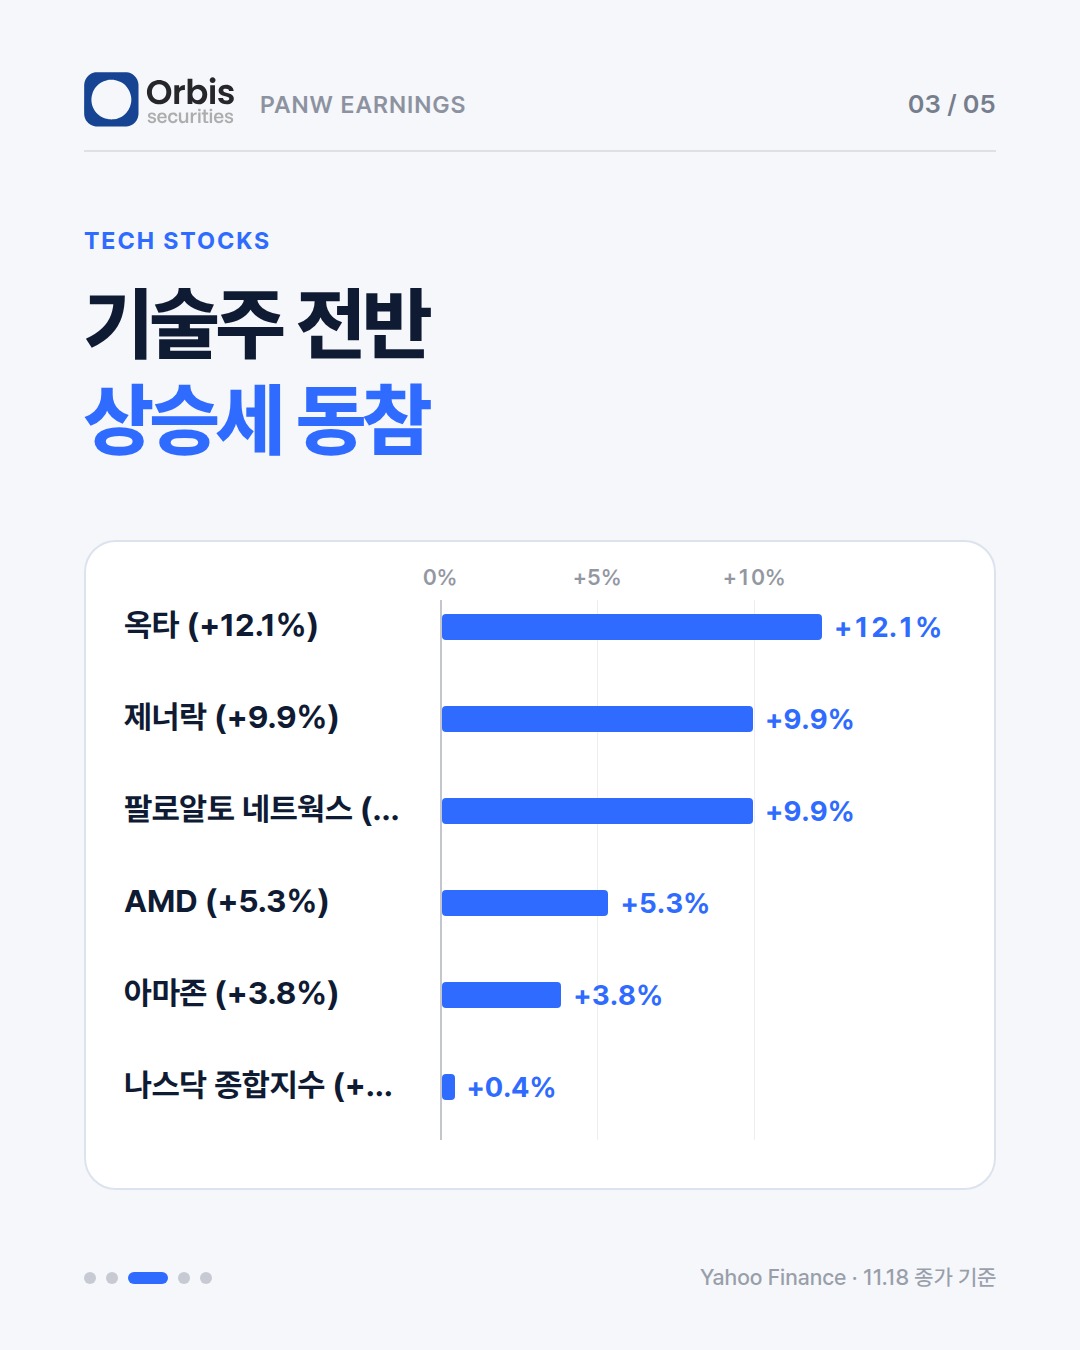 Orbis
securities
PANW EARNINGS
03 / 05
TECH STOCKS
기술주 전반
상승세 동참
0% +5% +10%
옥타 (+12.1%) +12.1%
제너락 (+9.9%) +9.9%
팔로알토 네트웍스 (... +9.9%
AMD (+5.3%) +5.3%
아마존 (+3.8%) +3.8%
나스닥 종합지수 (+... +0.4%
Yahoo Finance · 11.18 종가 기준